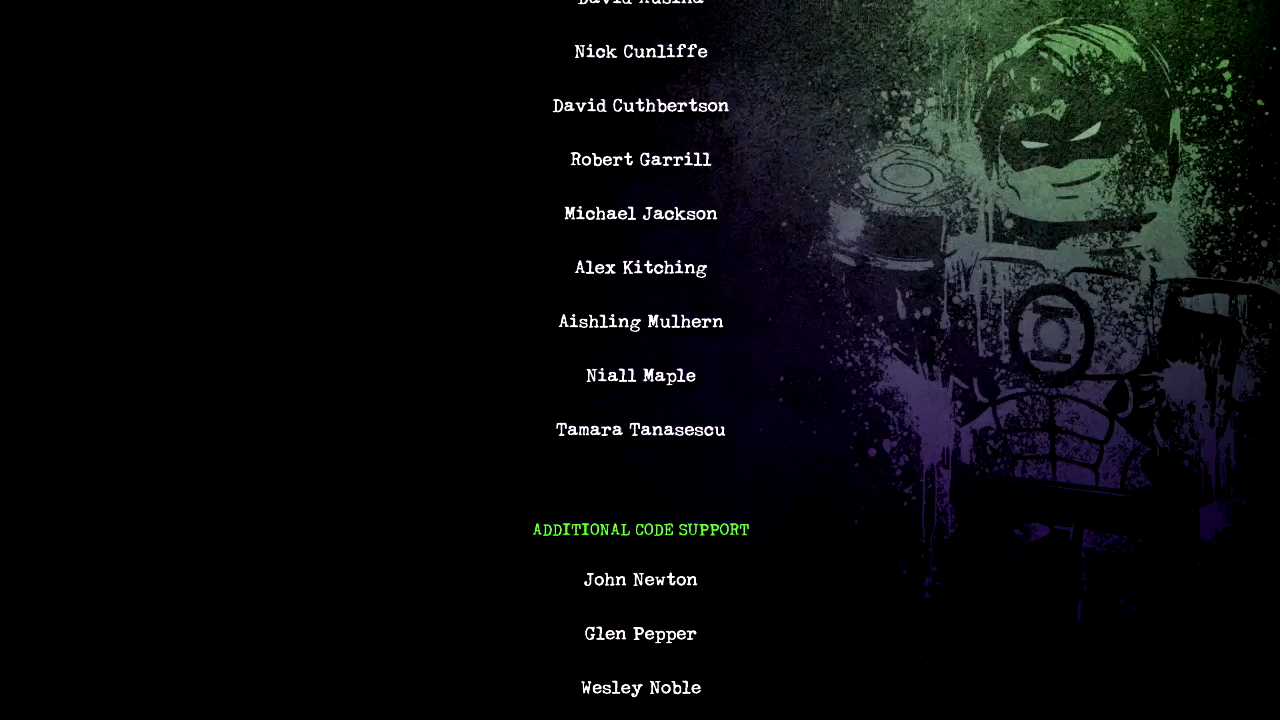 David
Nick Cunliffe
David Cuthbertson
Robert Garrill
Michael Jackson
Alex Kitching
Aishling Mulhern
Niall Maple
Tamara Tanasescu
ADDITIONAL CODE SUPPORT
John Newton
Glen Pepper
Wesley Noble